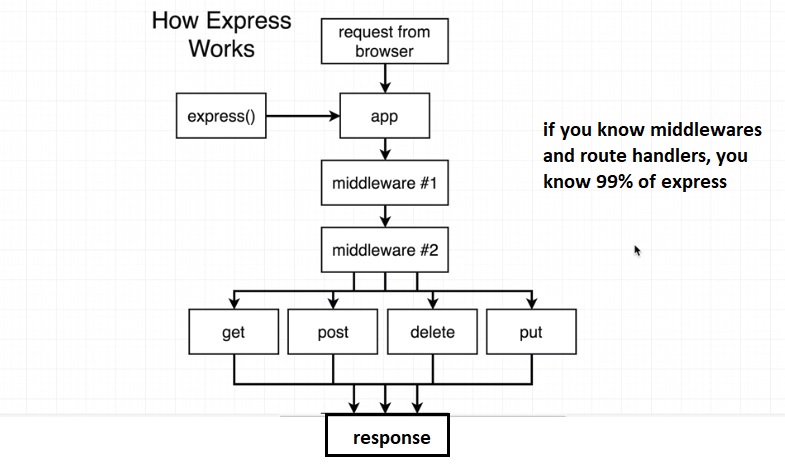 How Express
Works
request from
browser
express()
app
if you know middlewares
and route handlers, you
know 99% of express
middleware #1
middleware #2
get
post
delete
put
response